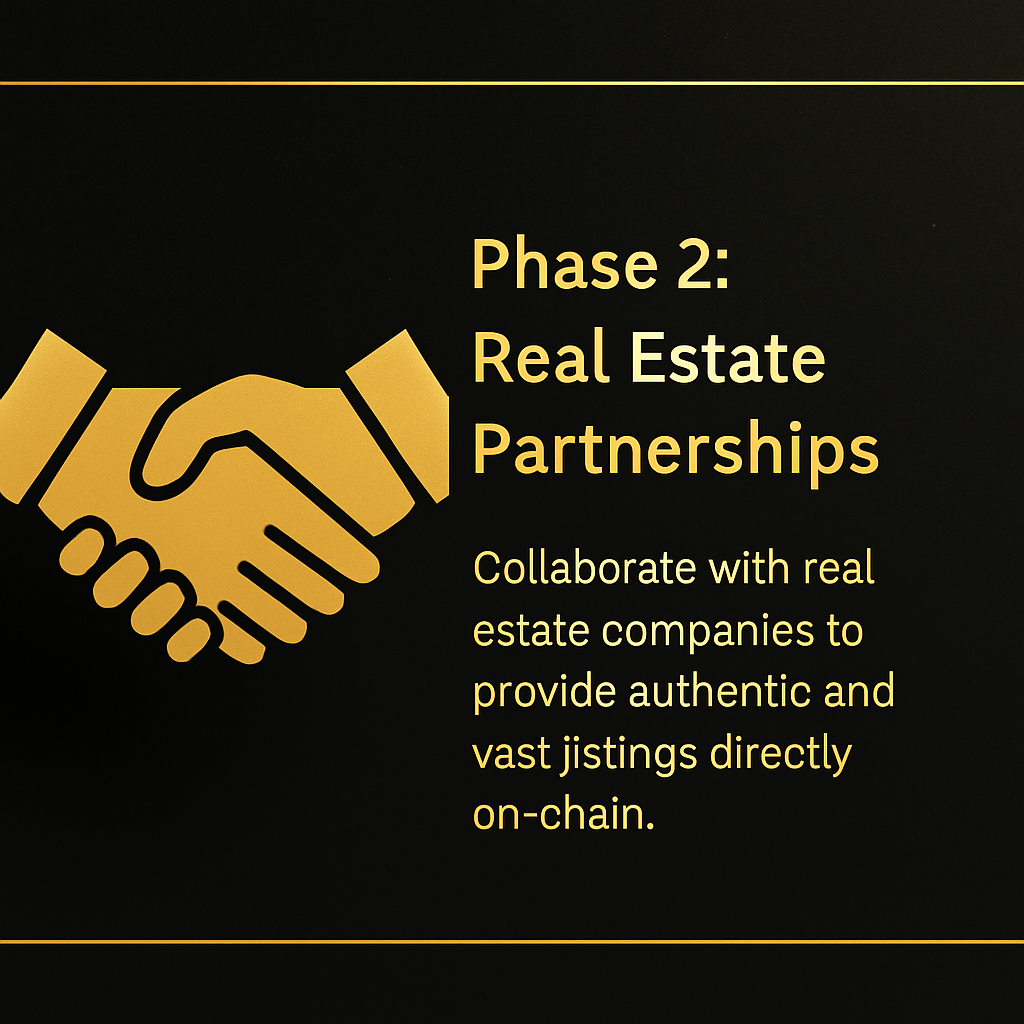 Phase 2:
Real Estate
Partnerships
Collaborate with real
estate companies to
provide authentic and
vast jistings directly
on-chain.